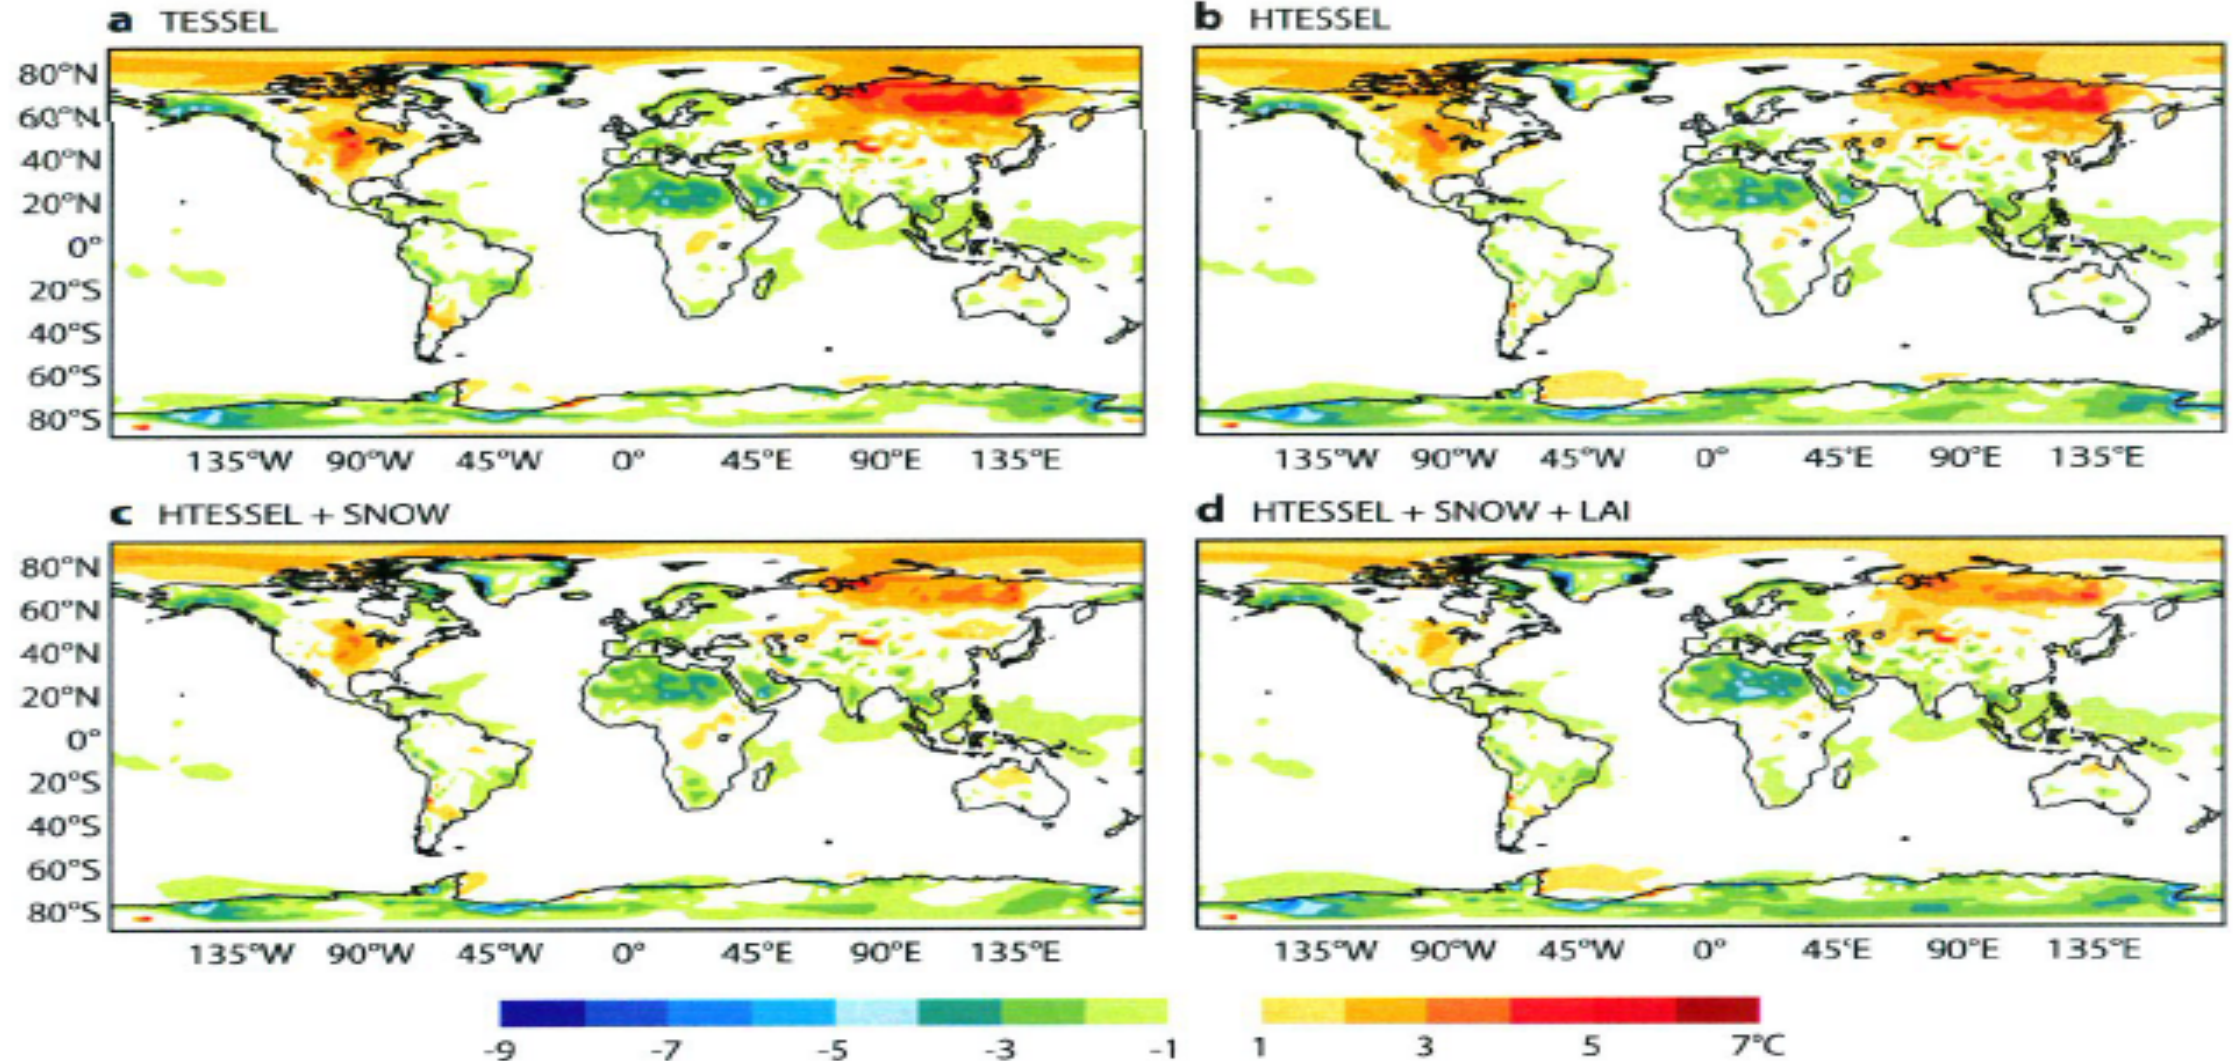 a TESSEL
b HTESSEL
80°N
60°N
40°N
20°N
0°
20°S
40°S
60°S
80°S
135°W 90°W 45°W 0° 45°E 90°E 135°E
135°W 90°W 45°W 0° 45°E 90°E 135°E
c HTESSEL + SNOW
d HTESSEL + SNOW + LAI
80°N
60°N
40°N
20°N
0°
20°S
40°S
60°S
80°S
135°W 90°W 45°W 0° 45°E 90°E 135°E
135°W 90°W 45°W 0° 45°E 90°E 135°E
-9 -7 -5 -3 -1 1 3 5 7°C